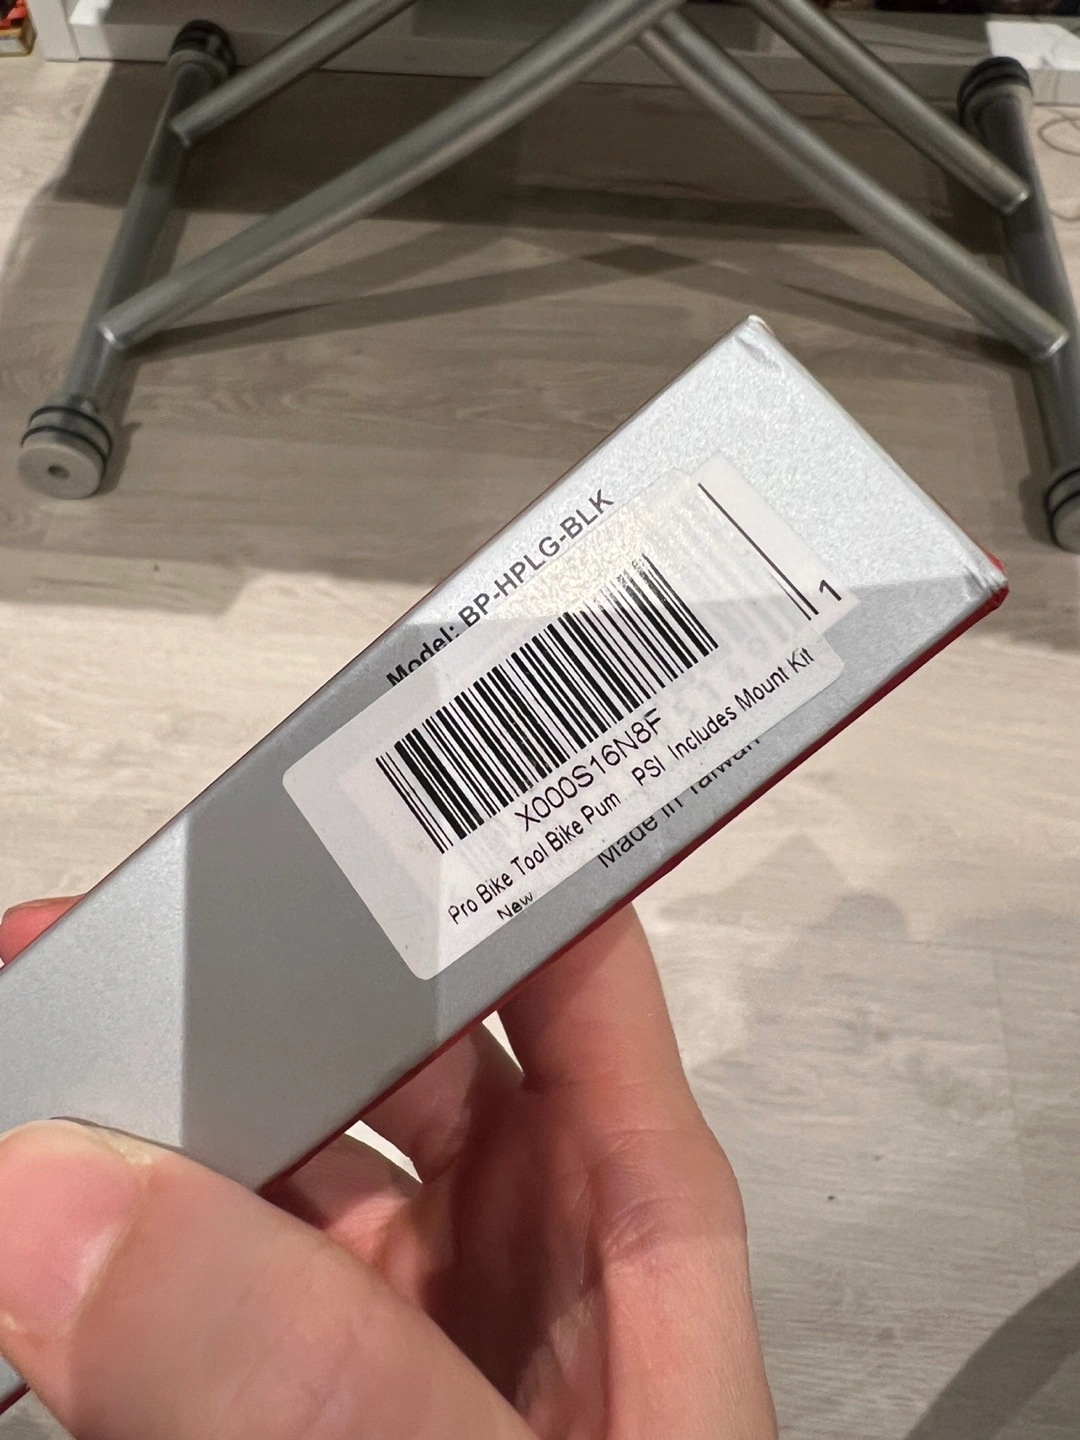 Model: BP-HPLG-BLK
1
X000S16N8F
Pro Bike Tool Bike Pum PSI Includes Mount Kit
New
Made in Taiwan